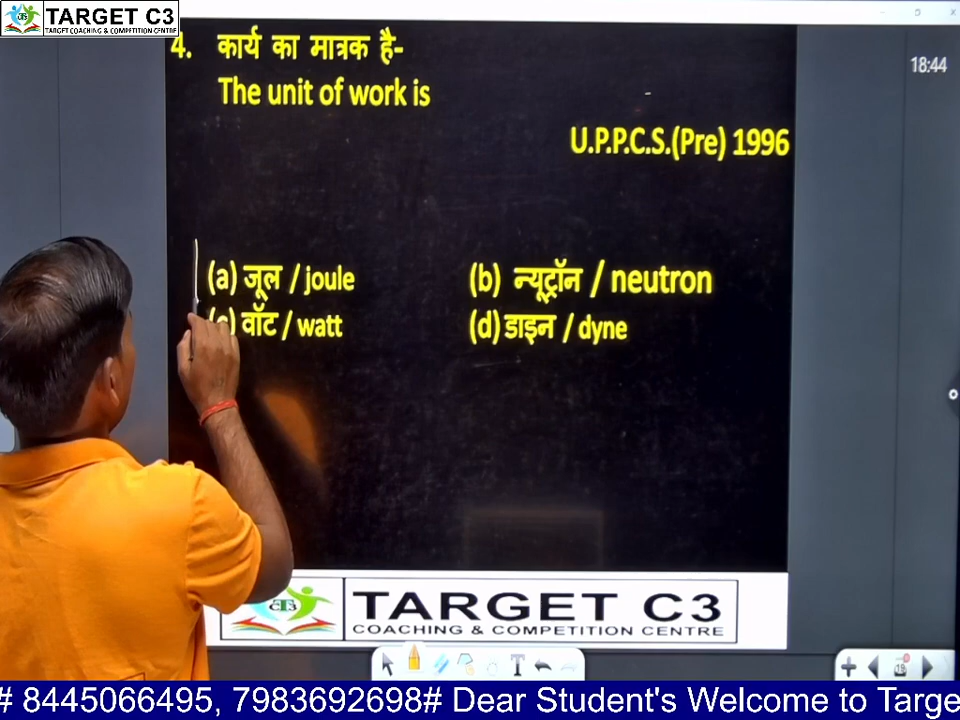 TARGET C3
TARGET COACHING & COMPETITION CENTRE
18:44
4. कार्य का मात्रक है-
The unit of work is
U.P.P.C.S.(Pre) 1996
(a) जूल / joule
(b) न्यूट्रॉन / neutron
(c) वॉट / watt
(d) डाइन / dyne
TARGET C3
COACHING & COMPETITION CENTRE
# 8445066495, 7983692698# Dear Student's Welcome to Targe